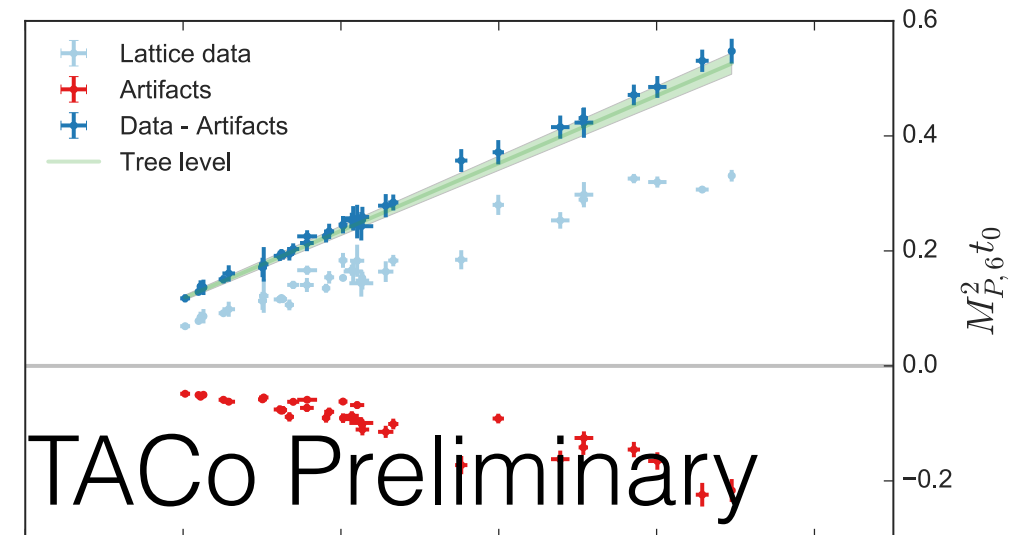 Lattice data
Artifacts
Data - Artifacts
Tree level
0.6
0.4
0.2
0.0
−0.2
$M^2_{P,6}t_0$
TACo Preliminary